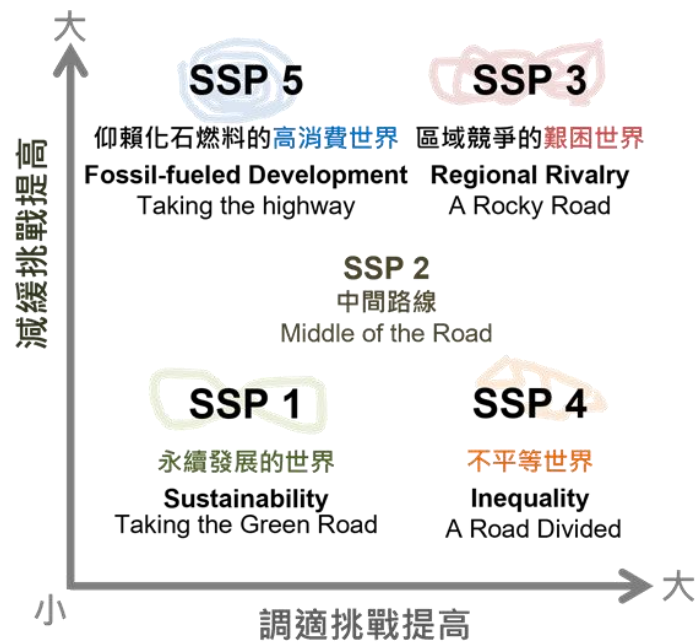 大
減緩挑戰提高
SSP 5
仰賴化石燃料的高消費世界
Fossil-fueled Development
Taking the highway
SSP 3
區域競爭的艱困世界
Regional Rivalry
A Rocky Road
SSP 2
中間路線
Middle of the Road
SSP 1
永續發展的世界
Sustainability
Taking the Green Road
SSP 4
不平等世界
Inequality
A Road Divided
小
調適挑戰提高
大